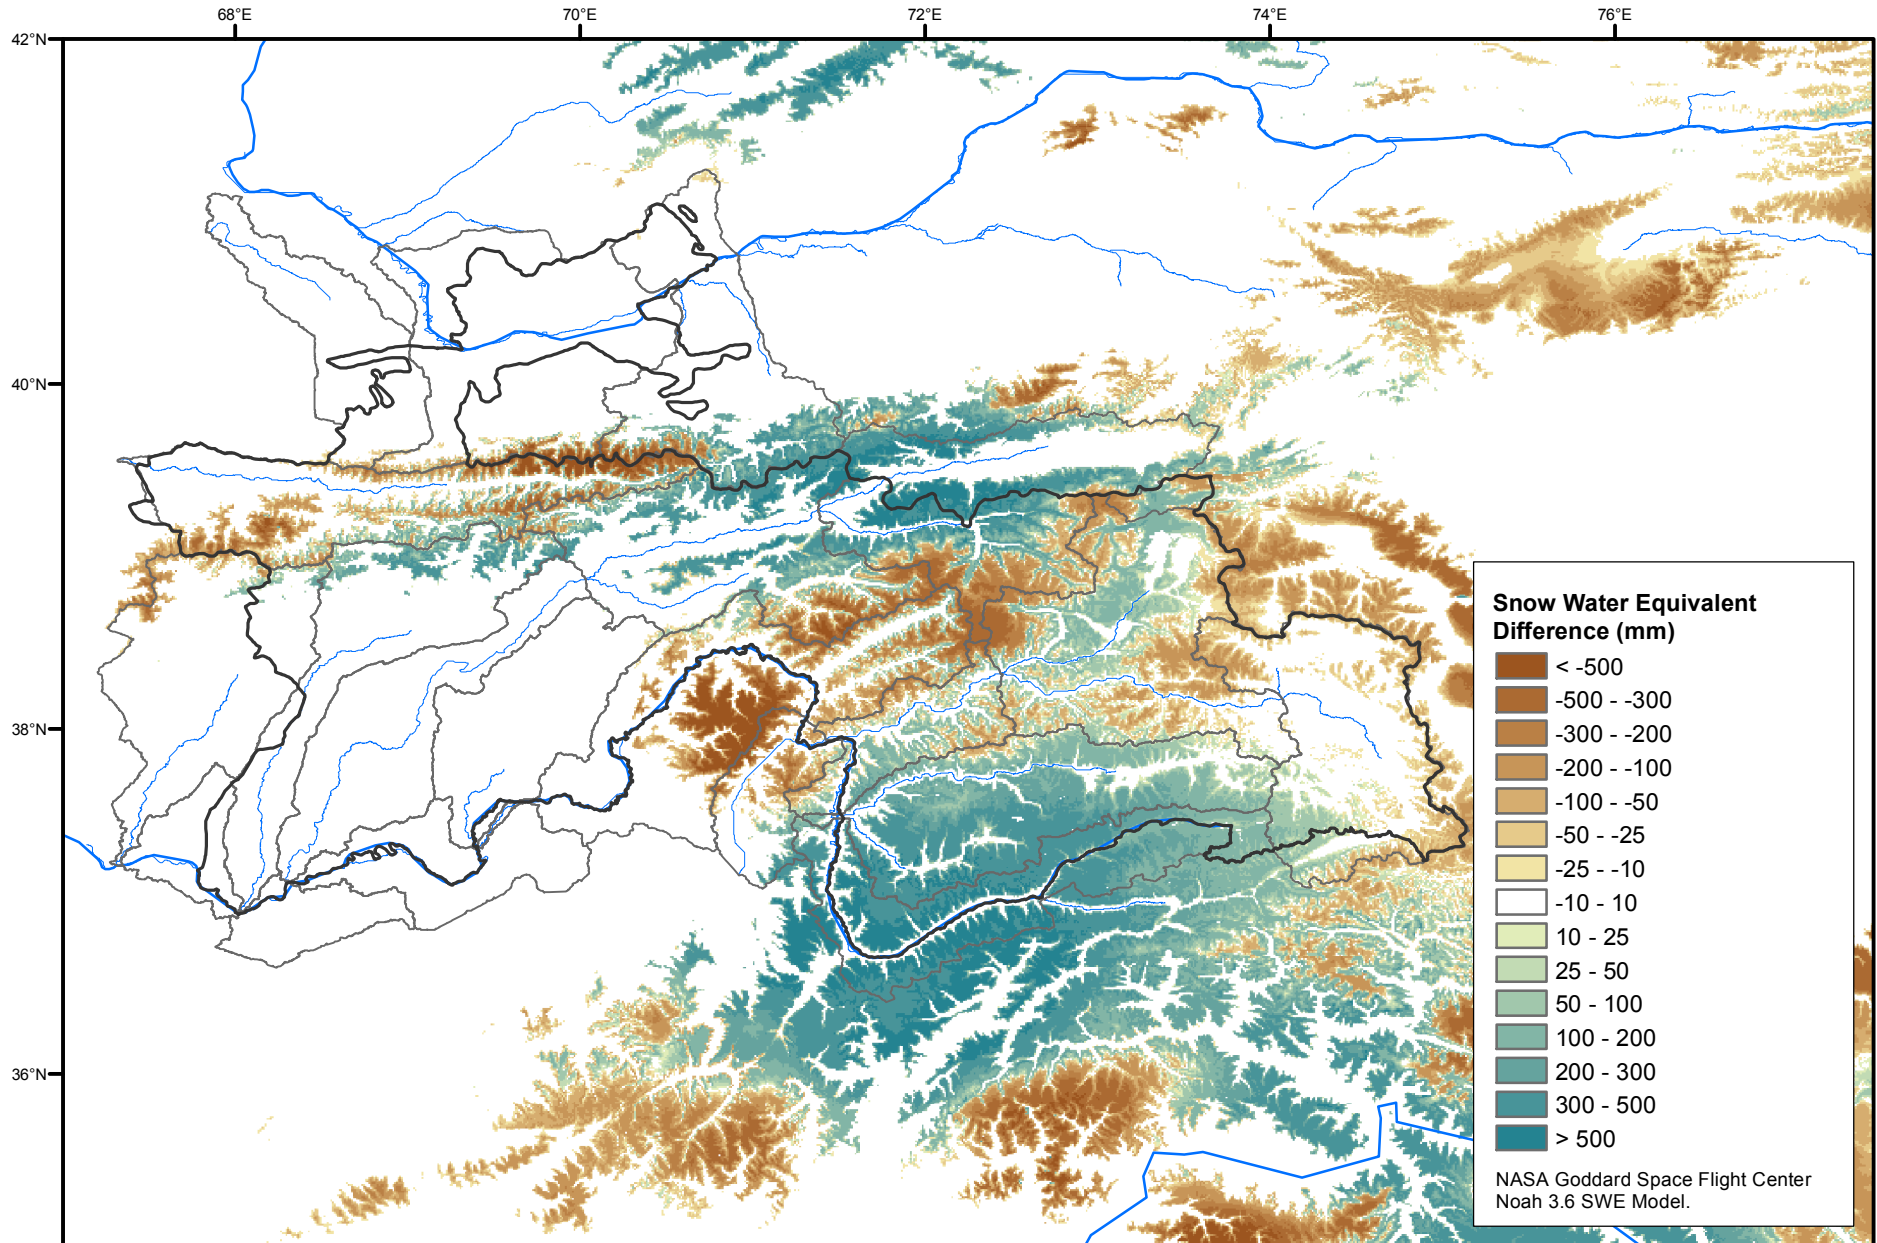 68°E 70°E 72°E 74°E 76°E
42°N
40°N
38°N
36°N
Snow Water Equivalent
Difference (mm)
< -500
-500 - -300
-300 - -200
-200 - -100
-100 - -50
-50 - -25
-25 - -10
-10 - 10
10 - 25
25 - 50
50 - 100
100 - 200
200 - 300
300 - 500
> 500
NASA Goddard Space Flight Center
Noah 3.6 SWE Model.